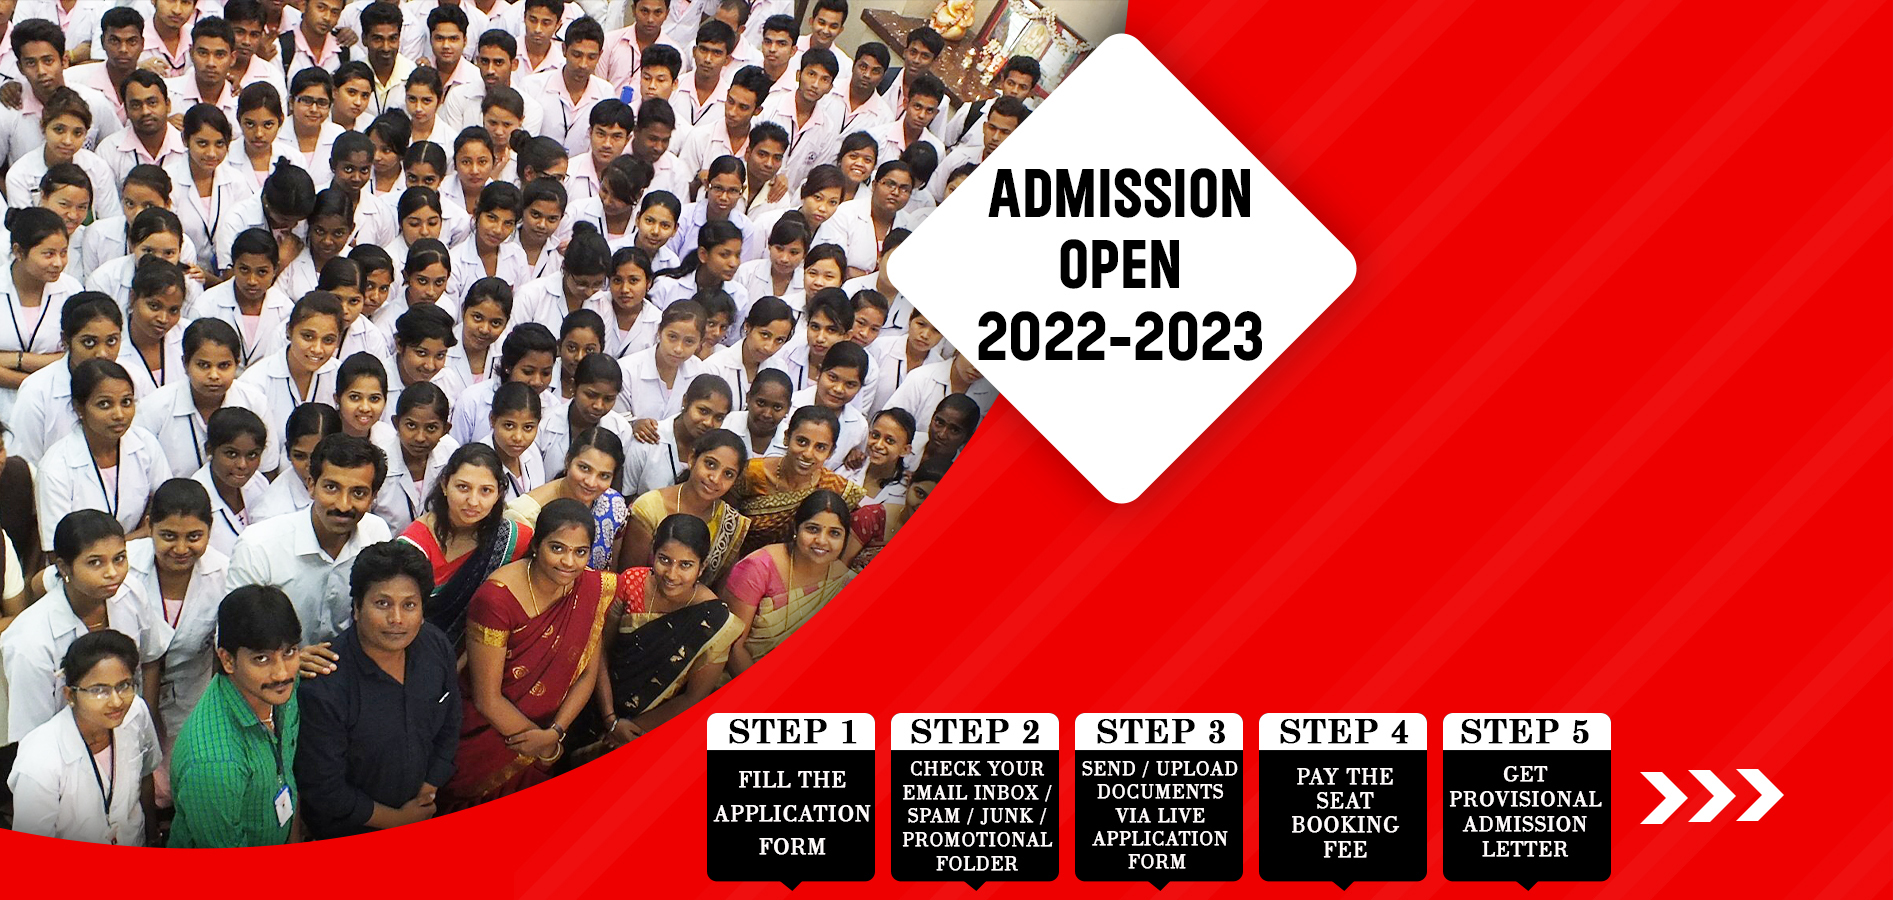 ADMISSION
OPEN
2022-2023
STEP 1
FILL THE
APPLICATION
FORM
STEP 2
CHECK YOUR
EMAIL INBOX /
SPAM / JUNK /
PROMOTIONAL
FOLDER
STEP 3
SEND / UPLOAD
DOCUMENTS
VIA LIVE
APPLICATION
FORM
STEP 4
PAY THE
SEAT
BOOKING
FEE
STEP 5
GET
PROVISIONAL
ADMISSION
LETTER